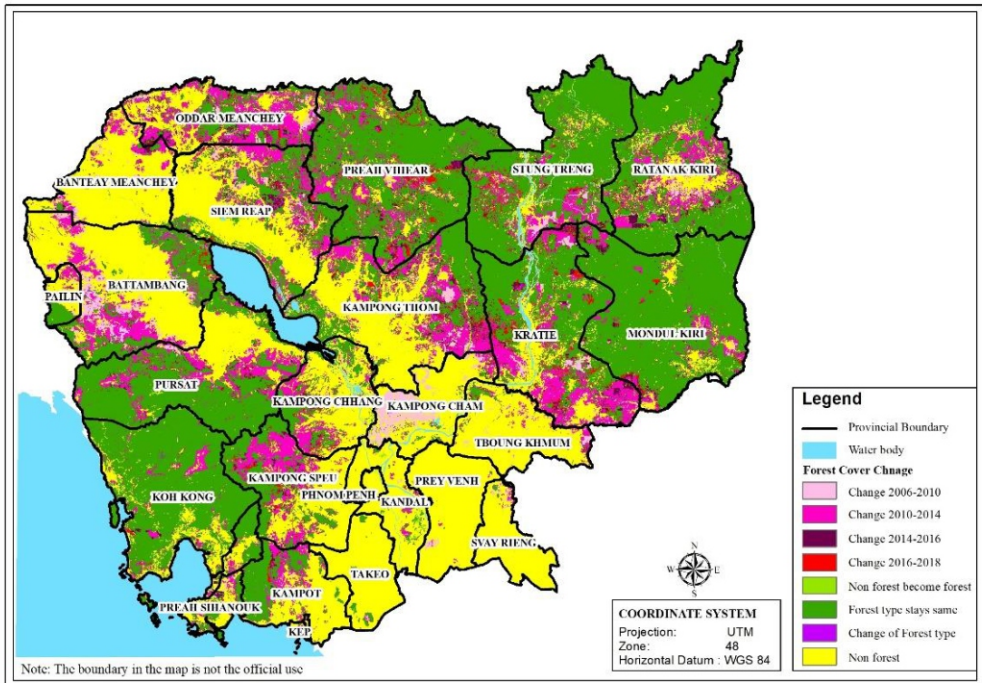 ODDAR MEANCHEY
PREAH VIHEAR
STUNG TRENG
RATANAK KIRI
BANTEAY MEANCHEY
SIEM REAP
BATTAMBANG
PAILIN
KAMPONG THOM
KRATIE
MONDUL KIRI
PURSAT
KAMPONG CHHANG
KAMPONG CHAM
TBOUNG KHMUM
KAMPONG SPEU
PHNOM PENH
KANDAL
PREY VENH
KOH KONG
SVAY RIENG
TAKEO
KAMPOT
PREAH SIHANOUK
KEP
N
W
E
S
Legend
Provincial Boundary
Water body
Forest Cover Chnage
Change 2006-2010
Change 2010-2014
Change 2014-2016
Change 2016-2018
Non forest become forest
Forest type stays same
Change of Forest type
Non forest
COORDINATE SYSTEM
Projection: UTM
Zone: 48
Horizontal Datum : WGS 84
Note: The boundary in the map is not the official use